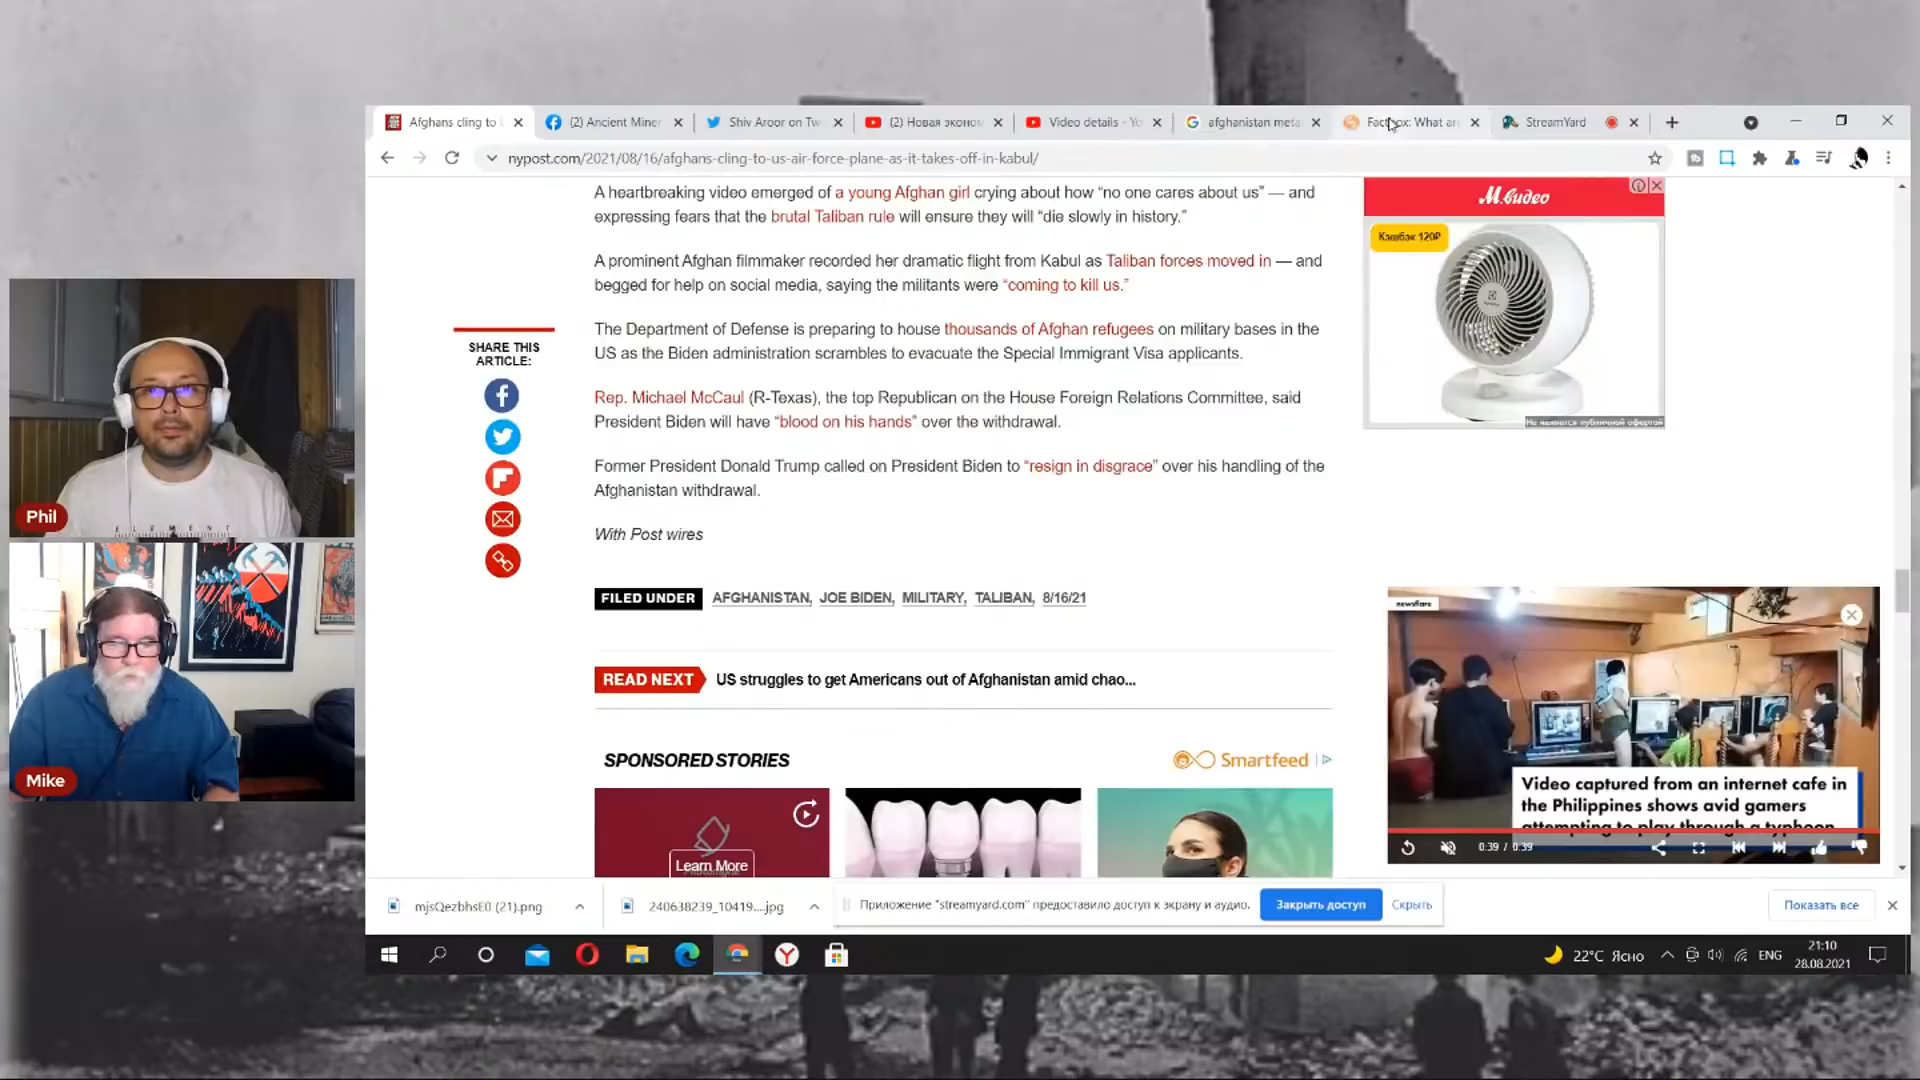 Afghans cling to
(2) Ancient Miner
Shiv Aroor on Tw
(2) Новая эконом
Video details - Yo
afghanistan meta
Factbox: What ar
StreamYard
nypost.com/2021/08/16/afghans-cling-to-us-air-force-plane-as-it-takes-off-in-kabul/
A heartbreaking video emerged of a young Afghan girl crying about how “no one cares about us” — and
expressing fears that the brutal Taliban rule will ensure they will “die slowly in history.”
A prominent Afghan filmmaker recorded her dramatic flight from Kabul as Taliban forces moved in — and
begged for help on social media, saying the militants were “coming to kill us.”
The Department of Defense is preparing to house thousands of Afghan refugees on military bases in the
US as the Biden administration scrambles to evacuate the Special Immigrant Visa applicants.
Rep. Michael McCaul (R-Texas), the top Republican on the House Foreign Relations Committee, said
President Biden will have “blood on his hands” over the withdrawal.
Former President Donald Trump called on President Biden to “resign in disgrace” over his handling of the
Afghanistan withdrawal.
With Post wires
SHARE THIS
ARTICLE:
FILED UNDER AFGHANISTAN, JOE BIDEN, MILITARY, TALIBAN, 8/16/21
READ NEXT US struggles to get Americans out of Afghanistan amid chao...
SPONSORED STORIES
Smartfeed
Learn More
М.видео
Кэшбэк 120₽
Не является публичной офертой
newsflare
Video captured from an internet cafe in
the Philippines shows avid gamers
attempting to play through a typhoon
0:39 / 0:39
Phil
ELEMENT
Mike
mjsQezbhsE0 (21).png
240638239_10419....jpg
Приложение "streamyard.com" предоставило доступ к экрану и аудио.
Закрыть доступ
Скрыть
Показать все
22°C Ясно
ENG
21:10
28.08.2021